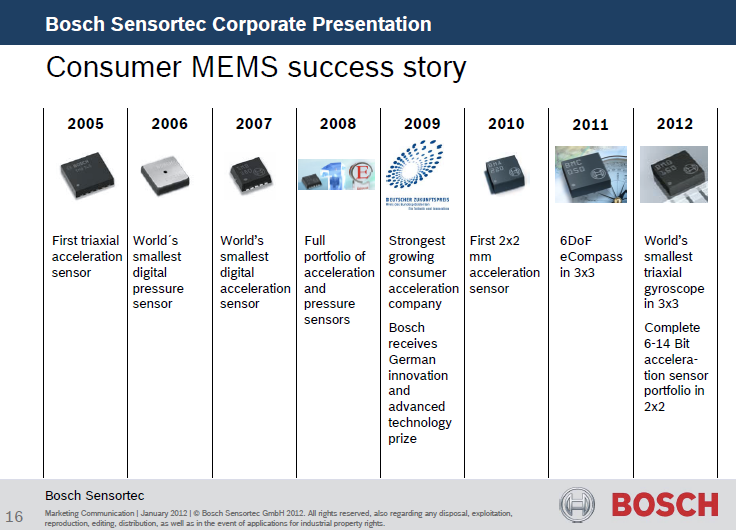 Bosch Sensortec Corporate Presentation
Consumer MEMS success story
2005
First triaxial
acceleration
sensor
2006
World´s
smallest
digital
pressure
sensor
2007
World’s
smallest
digital
acceleration
sensor
2008
Full
portfolio of
acceleration
and
pressure
sensors
2009
DEUTSCHER ZUKUNFTSPREIS
Strongest
growing
consumer
acceleration
company
Bosch
receives
German
innovation
and
advanced
technology
prize
2010
First 2x2
mm
acceleration
sensor
2011
BMC
050
6DoF
eCompass
in 3x3
2012
World’s
smallest
triaxial
gyroscope
in 3x3
Complete
6-14 Bit
accelera-
tion sensor
portfolio in
2x2
Bosch Sensortec
16
Marketing Communication | January 2012 | © Bosch Sensortec GmbH 2012. All rights reserved, also regarding any disposal, exploitation,
reproduction, editing, distribution, as well as in the event of applications for industrial property rights.
BOSCH